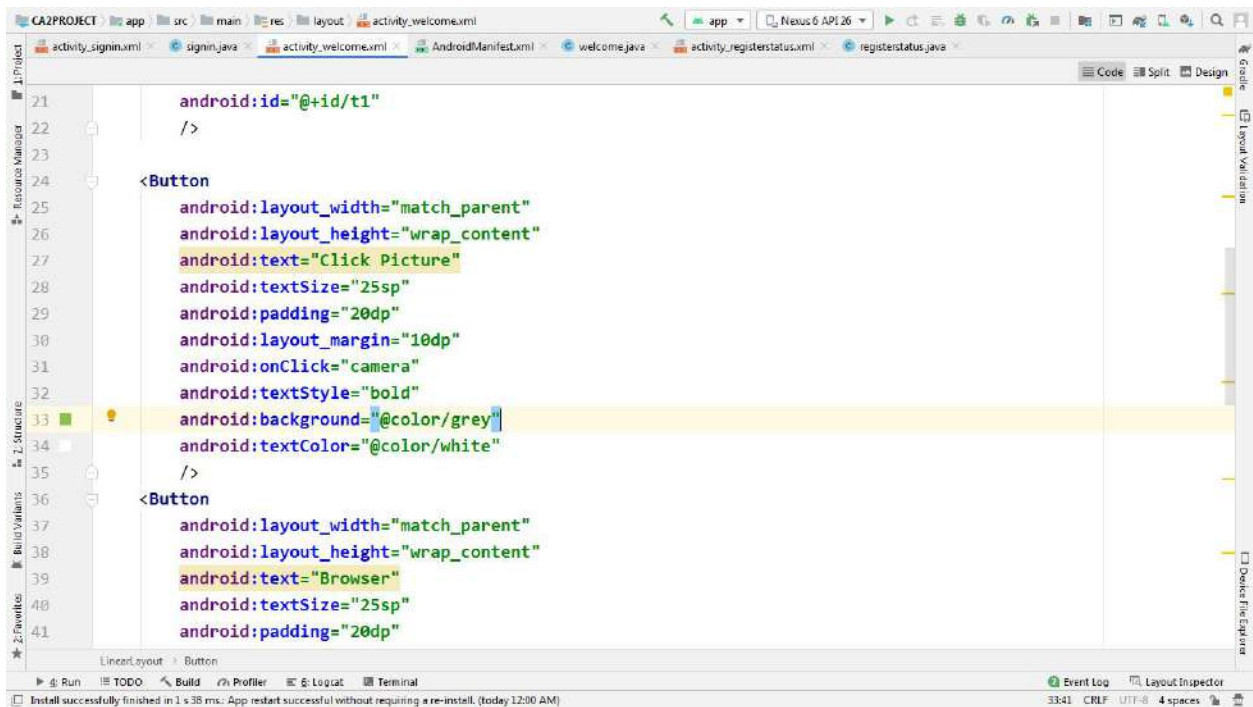 CA2PROJECT app src main res layout activity_welcome.xml app Nexus 6 API 26
activity_signin.xml signin.java activity_welcome.xml AndroidManifest.xml welcome.java activity_registerstatus.xml registerstatus.java
Code Split Design
1: Project
Resource Manager
2: Structure
Build Variants
2: Favorites
21 android:id="@+id/t1"
22 />
23
24 <Button
25 android:layout_width="match_parent"
26 android:layout_height="wrap_content"
27 android:text="Click Picture"
28 android:textSize="25sp"
29 android:padding="20dp"
30 android:layout_margin="10dp"
31 android:onClick="camera"
32 android:textStyle="bold"
33 android:background="@color/grey"
34 android:textColor="@color/white"
35 />
36 <Button
37 android:layout_width="match_parent"
38 android:layout_height="wrap_content"
39 android:text="Browser"
40 android:textSize="25sp"
41 android:padding="20dp"
Gradle
Layout Validation
Device File Explorer
LinearLayout Button
4: Run TODO Build Profiler 6: Logcat Terminal 2 Event Log Layout Inspector
Install successfully finished in 1 s 38 ms.: App restart successful without requiring a re-install. (today 12:00 AM) 33:41 CRLF UTF-8 4 spaces